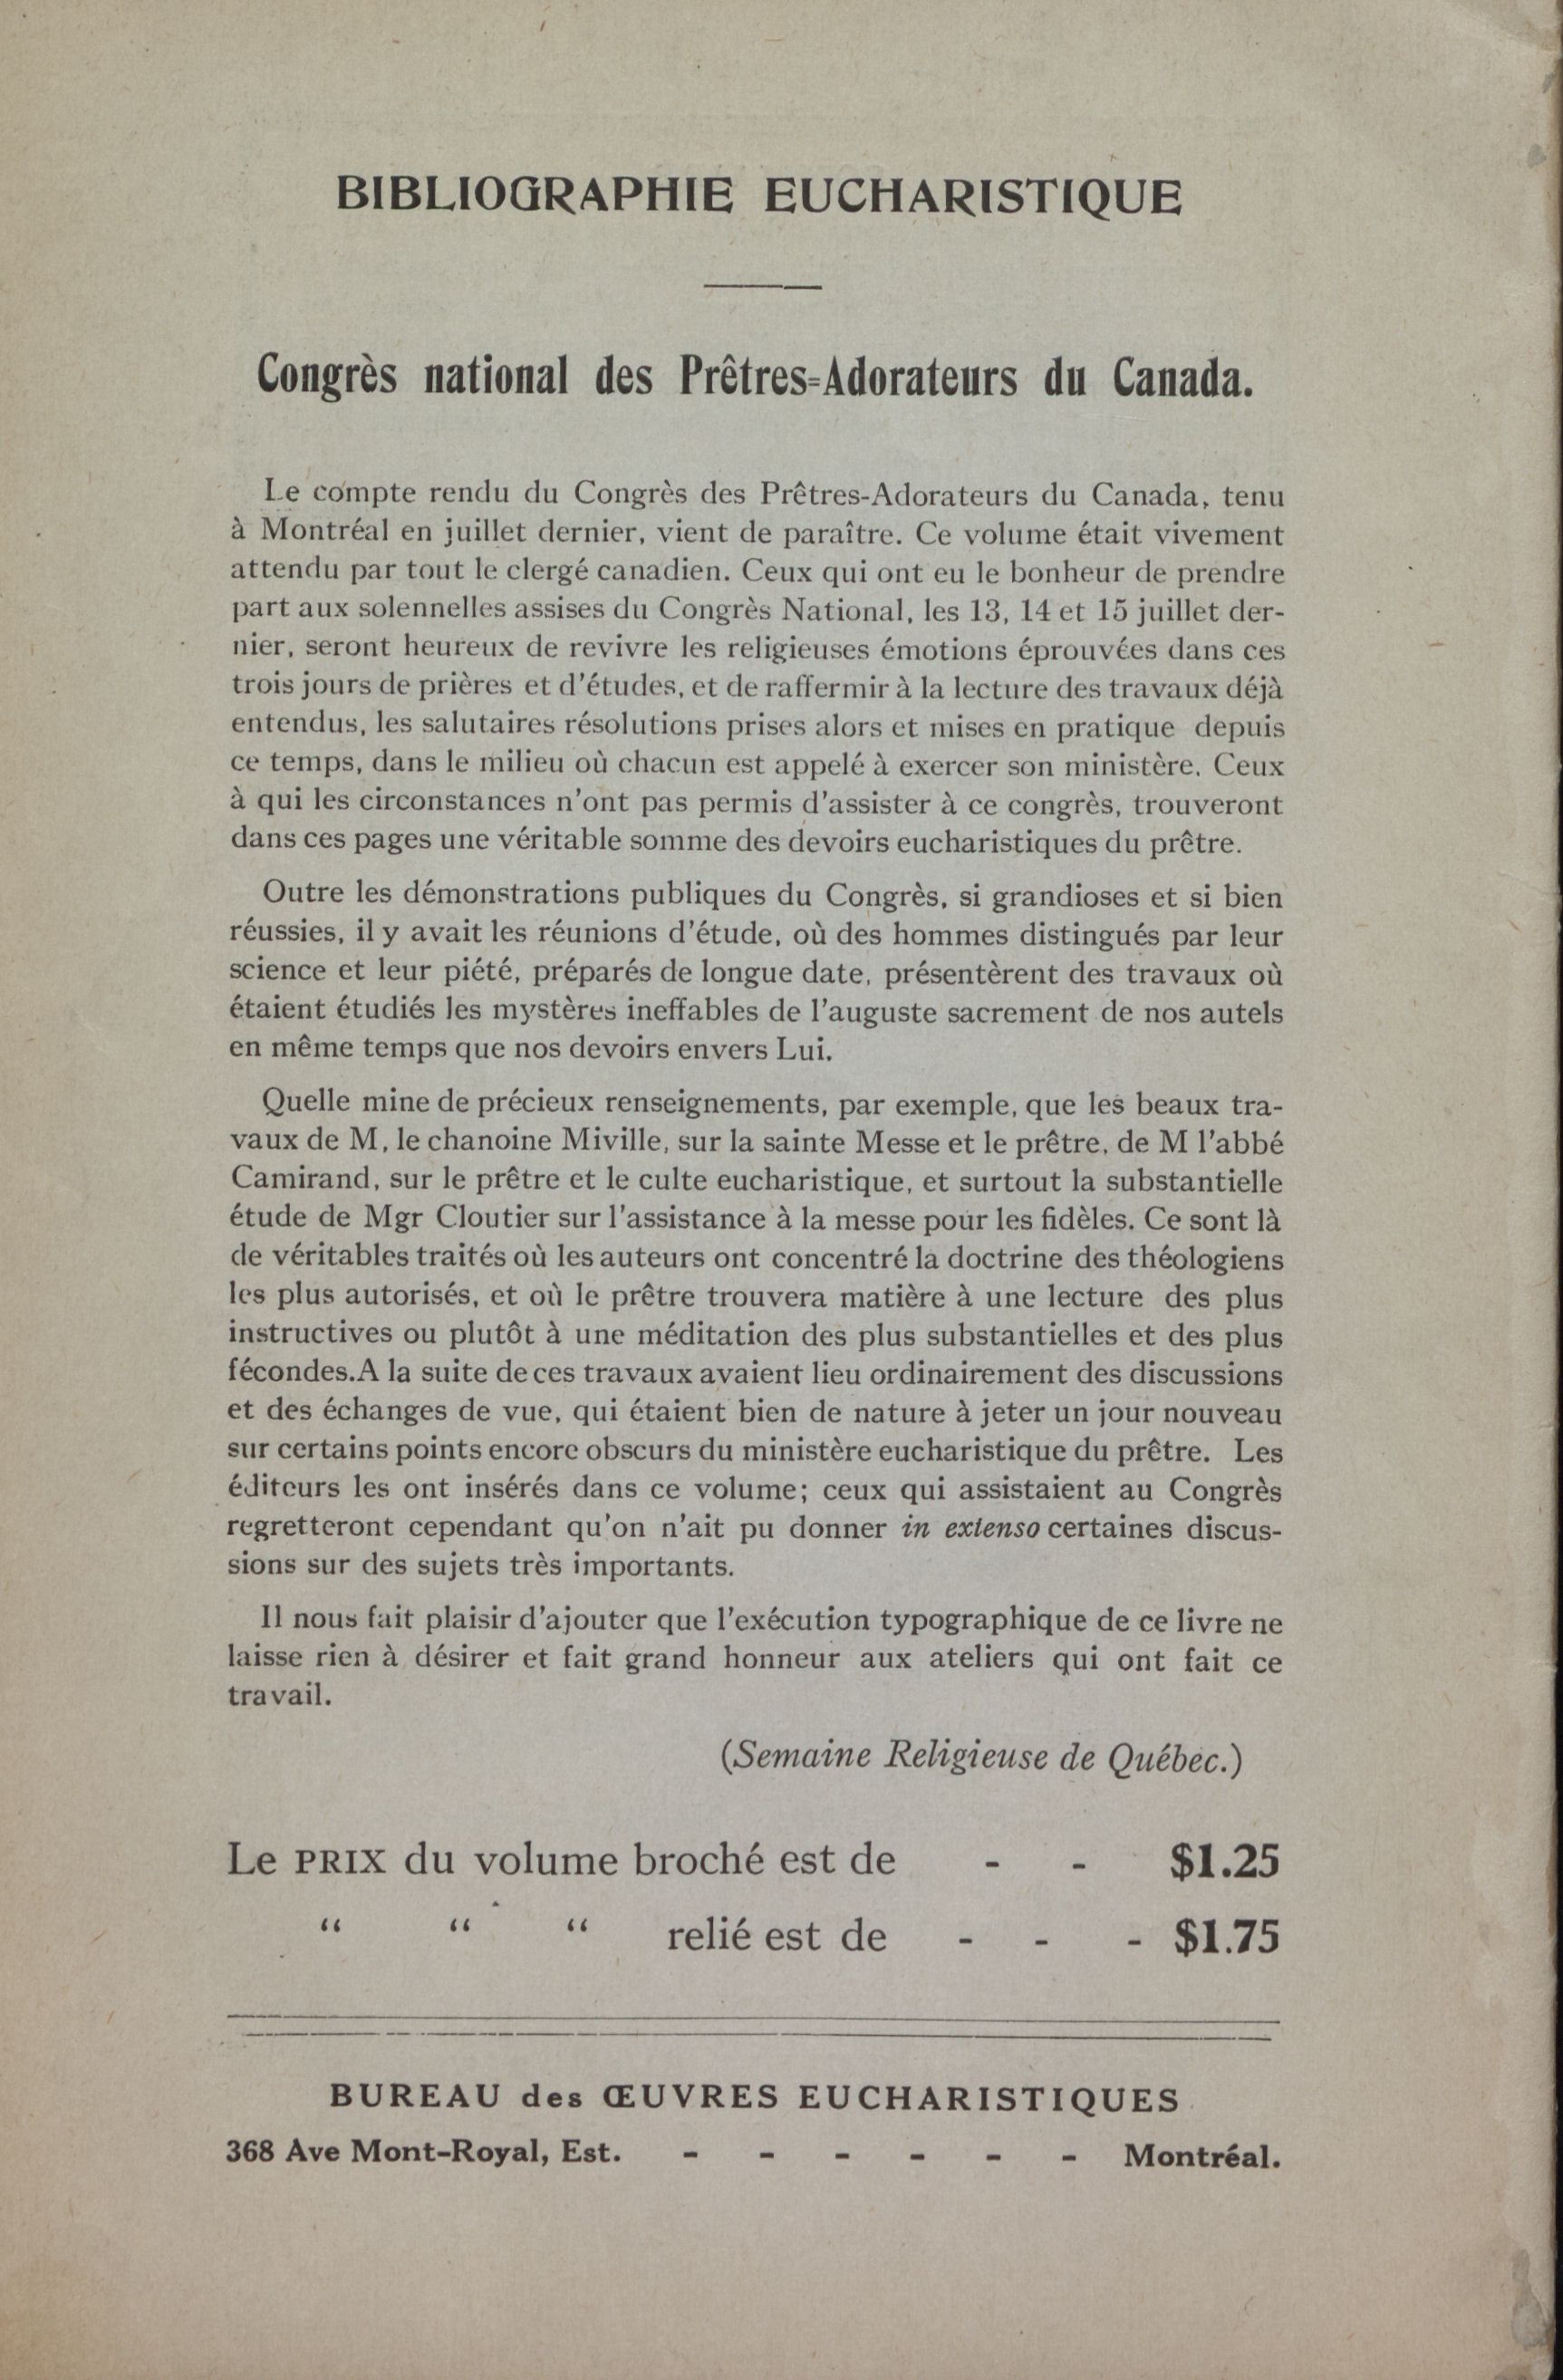 BIBLIOGRAPHIE EUCHARISTIQUE
Congrès national des Prêtres-Adorateurs du Canada.
Le compte rendu du Congrès des Prêtres-Adorateurs du Canada, tenu
à Montréal en juillet dernier, vient de paraître. Ce volume était vivement
attendu par tout le clergé canadien. Ceux qui ont eu le bonheur de prendre
part aux solennelles assises du Congrès National, les 13, 14 et 15 juillet der-
nier, seront heureux de revivre les religieuses émotions éprouvées dans ces
trois jours de prières et d'études, et de raffermir à la lecture des travaux déjà
entendus, les salutaires résolutions prises alors et mises en pratique depuis
ce temps, dans le milieu où chacun est appelé à exercer son ministère. Ceux
à qui les circonstances n'ont pas permis d'assister à ce congrès, trouveront
dans ces pages une véritable somme des devoirs eucharistiques du prêtre.
Outre les démonstrations publiques du Congrès, si grandioses et si bien
réussies, il y avait les réunions d'étude, où des hommes distingués par leur
science et leur piété, préparés de longue date, présentèrent des travaux où
étaient étudiés les mystères ineffables de l'auguste sacrement de nos autels
en même temps que nos devoirs envers Lui.
Quelle mine de précieux renseignements, par exemple, que les beaux tra-
vaux de M, le chanoine Miville, sur la sainte Messe et le prêtre, de M l'abbé
Camirand, sur le prêtre et le culte eucharistique, et surtout la substantielle
étude de Mgr Cloutier sur l'assistance à la messe pour les fidèles. Ce sont là
de véritables traités où les auteurs ont concentré la doctrine des théologiens
les plus autorisés, et où le prêtre trouvera matière à une lecture des plus
instructives ou plutôt à une méditation des plus substantielles et des plus
fécondes.A la suite de ces travaux avaient lieu ordinairement des discussions
et des échanges de vue, qui étaient bien de nature à jeter un jour nouveau
sur certains points encore obscurs du ministère eucharistique du prêtre. Les
éditeurs les ont insérés dans ce volume; ceux qui assistaient au Congrès
regretteront cependant qu'on n'ait pu donner in extenso certaines discus-
sions sur des sujets très importants.
Il nous fait plaisir d'ajouter que l'exécution typographique de ce livre ne
laisse rien à désirer et fait grand honneur aux ateliers qui ont fait ce
travail.
(Semaine Religieuse de Québec.)
Le PRIX du volume broché est de - - $1.25
“ “ “ relié est de - - - $1.75
BUREAU des ŒUVRES EUCHARISTIQUES
368 Ave Mont-Royal, Est. - - - - - - Montréal.